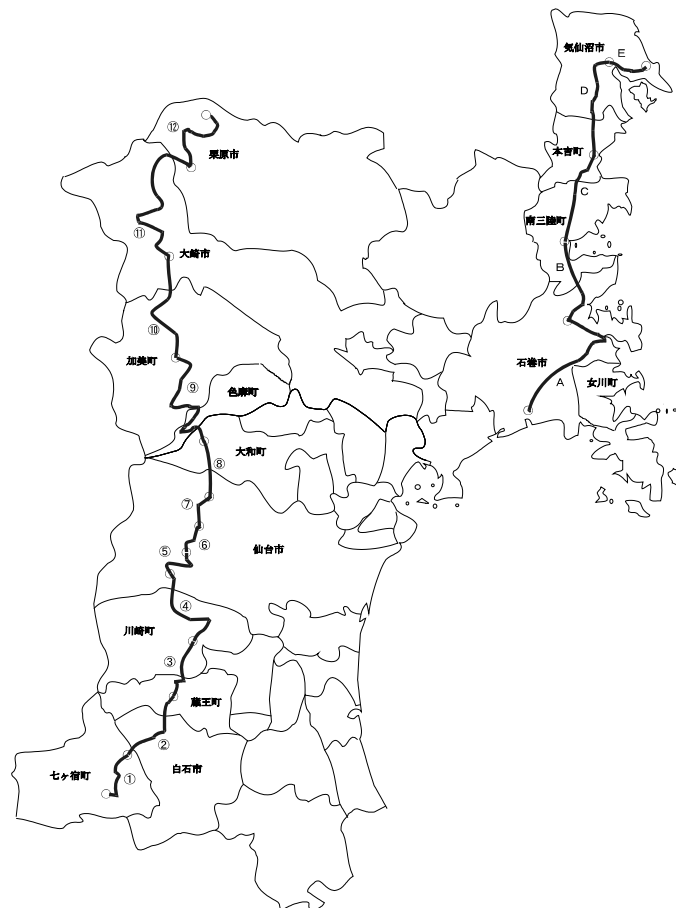 気仙沼市
E
D
⑫
栗原市
本吉町
C
南三陸町
⑪
大崎市
B
⑩
加美町
石巻市
⑨
色麻町
A
女川町
大和町
⑧
⑦
⑥
仙台市
⑤
④
川崎町
③
蔵王町
②
七ヶ宿町
①
白石市